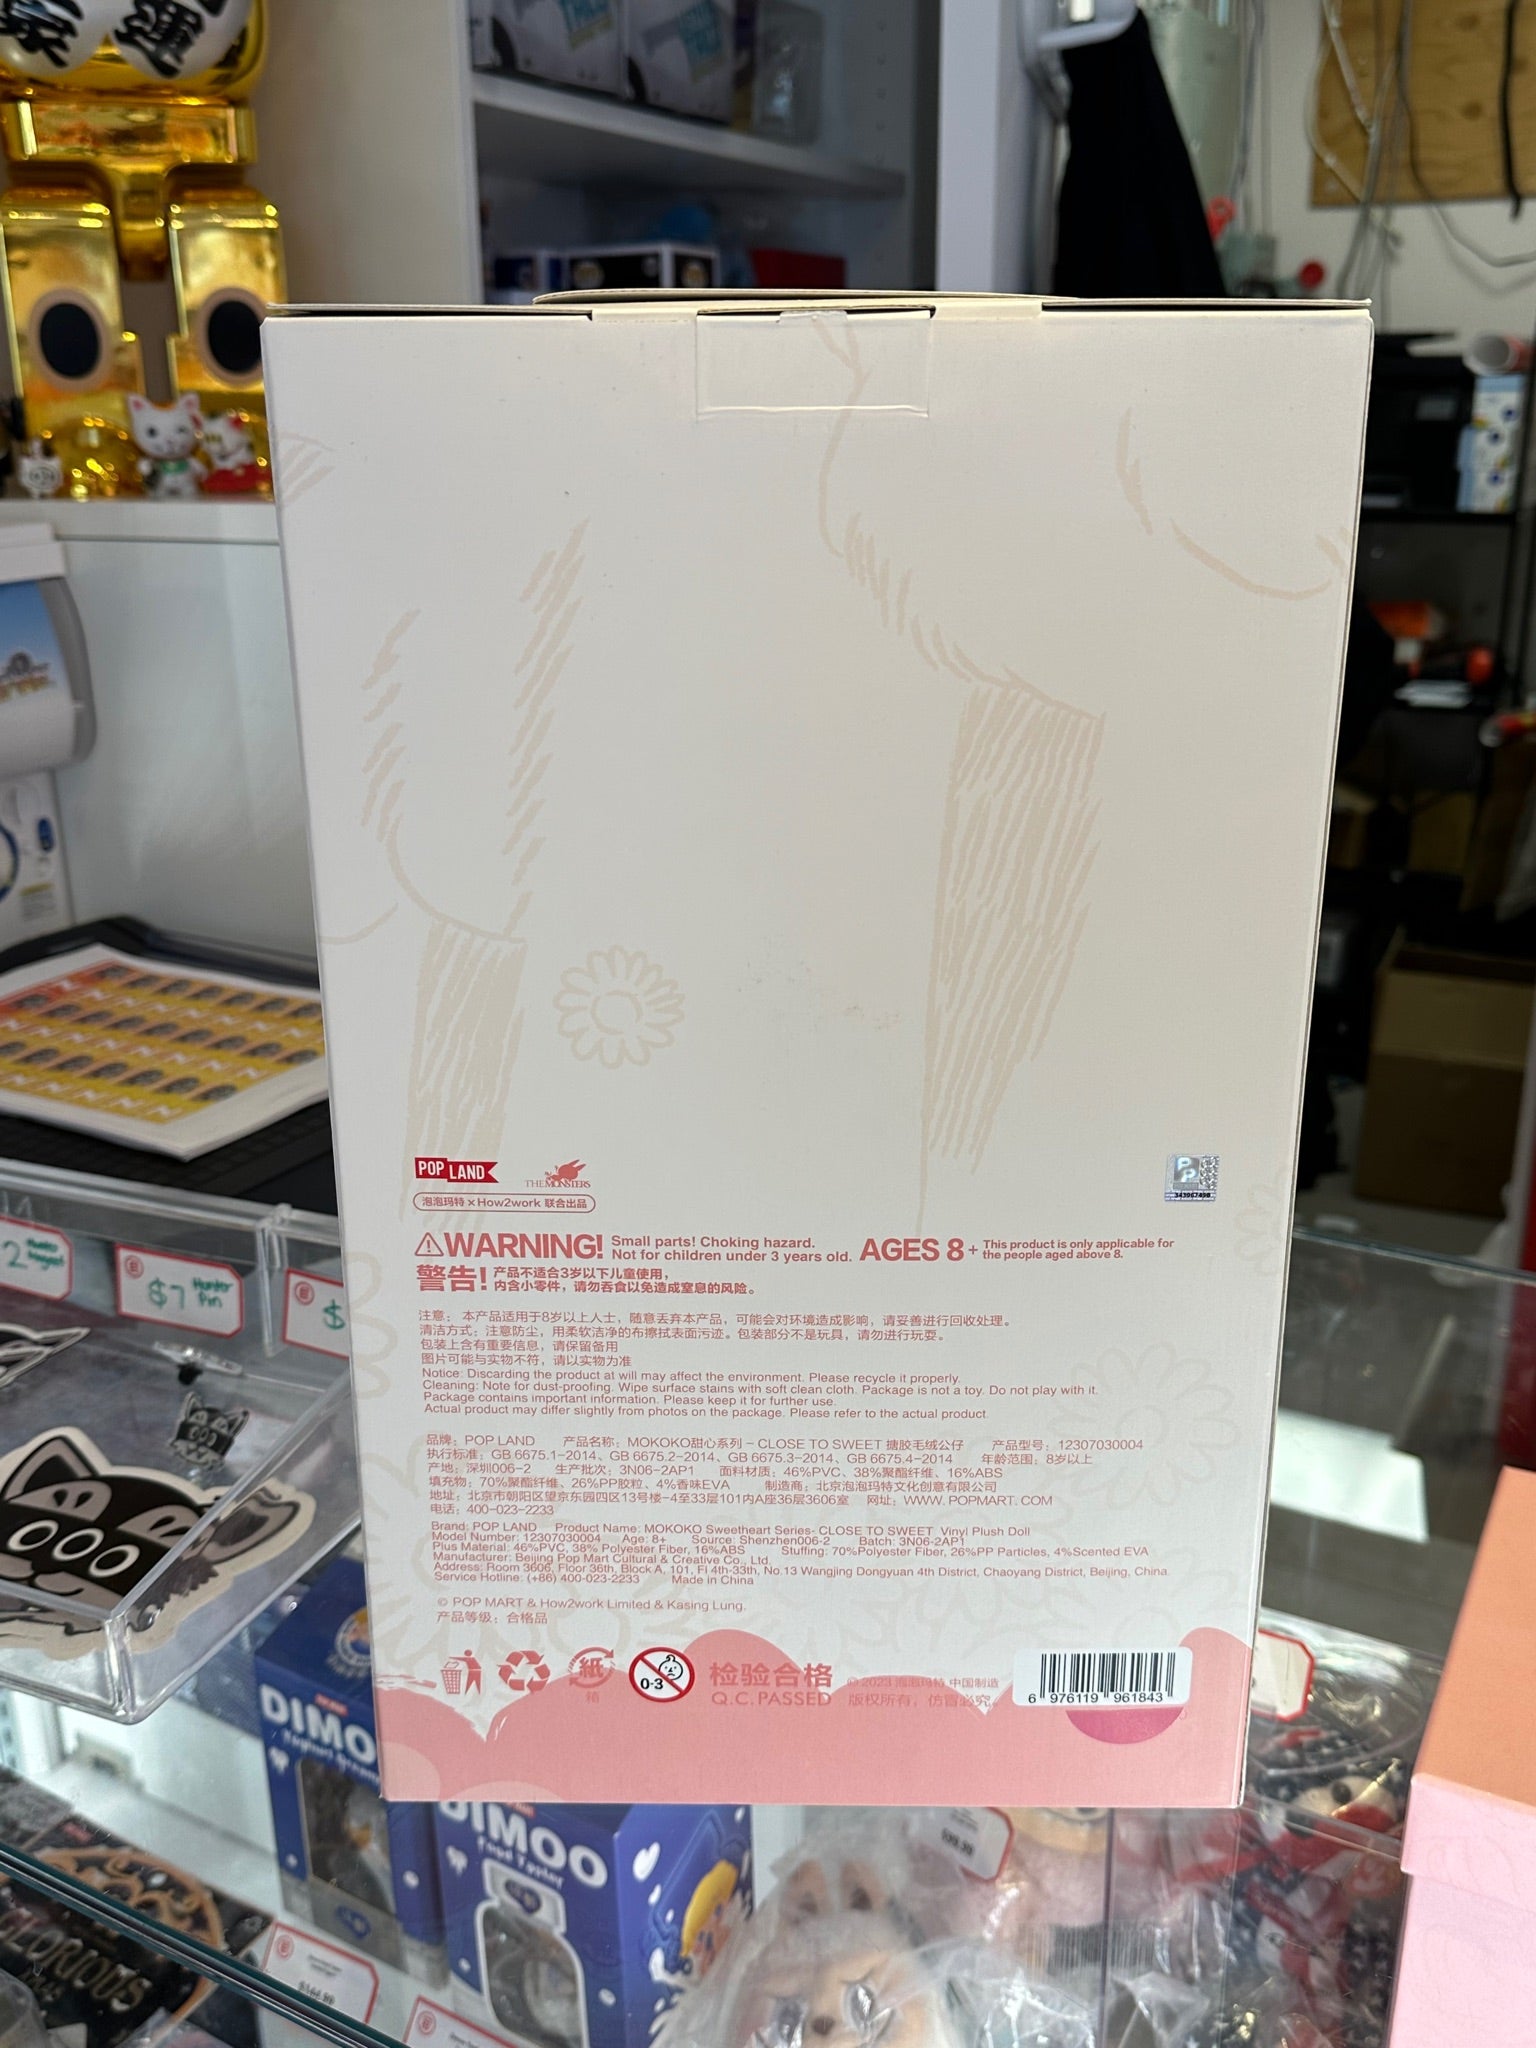 家運
POP LAND
THE MONSTERS
泡泡玛特×How2work 联合出品
343967498
WARNING! Small parts! Choking hazard.
Not for children under 3 years old.
AGES 8+ This product is only applicable for
the people aged above 8.
警告! 产品不适合3岁以下儿童使用，
内含小零件，请勿吞食以免造成窒息的风险。
注意：本产品适用于8岁以上人士，随意丢弃本产品，可能会对环境造成影响，请妥善进行回收处理。
清洁方式：注意防尘，用柔软洁净的布擦拭表面污迹。包装部分不是玩具，请勿进行玩耍。
包装上含有重要信息，请保留备用
图片可能与实物不符，请以实物为准
Notice: Discarding the product at will may affect the environment. Please recycle it properly.
Cleaning: Note for dust-proofing. Wipe surface stains with soft clean cloth. Package is not a toy. Do not play with it.
Package contains important information. Please keep it for further use.
Actual product may differ slightly from photos on the package. Please refer to the actual product
品牌：POP LAND 产品名称：MOKOKO甜心系列-CLOSE TO SWEET 搪胶毛绒公仔 产品型号：12307030004
执行标准：GB 6675.1-2014、GB 6675.2-2014、GB 6675.3-2014、GB 6675.4-2014 年龄范围：8岁以上
产地：深圳006-2 生产批次：3N06-2AP1 面料材质：46%PVC、38%聚酯纤维、16%ABS
填充物：70%聚酯纤维、26%PP胶粒、4%香味EVA 制造商：北京泡泡玛特文化创意有限公司
地址：北京市朝阳区望京东园四区13号楼-4至33层101内A座36层3606室 网址：WWW. POPMART. COM
电话：400-023-2233
Brand: POP LAND Product Name: MOKOKO Sweetheart Series- CLOSE TO SWEET Vinyl Plush Doll
Model Number: 12307030004 Age: 8+ Source: Shenzhen006-2 Batch: 3N06-2AP1
Plus Material: 46%PVC, 38% Polyester Fiber, 16%ABS Stuffing: 70%Polyester Fiber, 26%PP Particles, 4%Scented EVA
Manufacturer: Beijing Pop Mart Cultural & Creative Co., Ltd.
Address: Room 3606, Floor 36th, Block A, 101, Fl 4th-33th, No.13 Wangjing Dongyuan 4th District, Chaoyang District, Beijing, China.
Service Hotline: (+86) 400-023-2233 Made in China
© POP MART & How2work Limited & Kasing Lung.
产品等级：合格品
紙
箱
0-3
检验合格
Q.C.PASSED
©2023 泡泡玛特 中国制造
版权所有，仿冒必究。
6 976119 961843
$7 Hunter
Pin
DIMOO
DIMOO